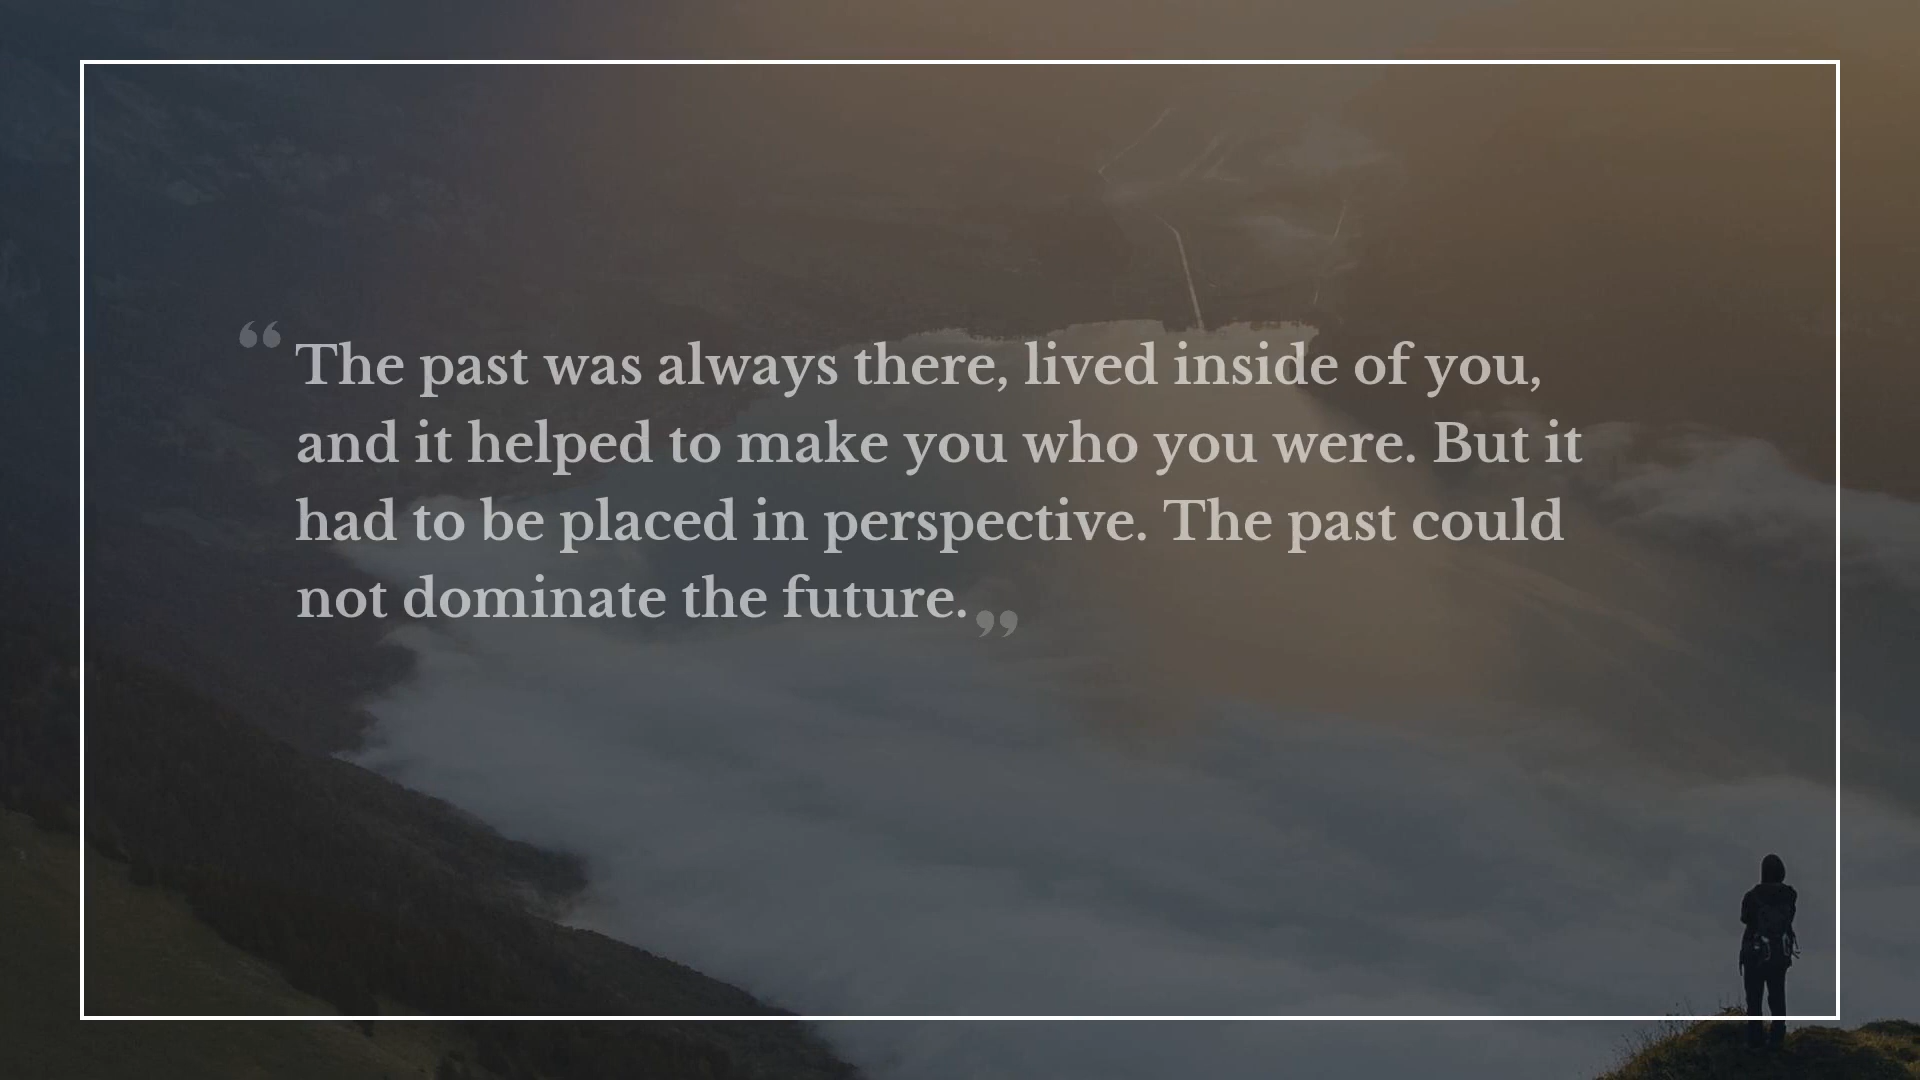 “The past was always there, lived inside of you,
and it helped to make you who you were. But it
had to be placed in perspective. The past could
not dominate the future.”